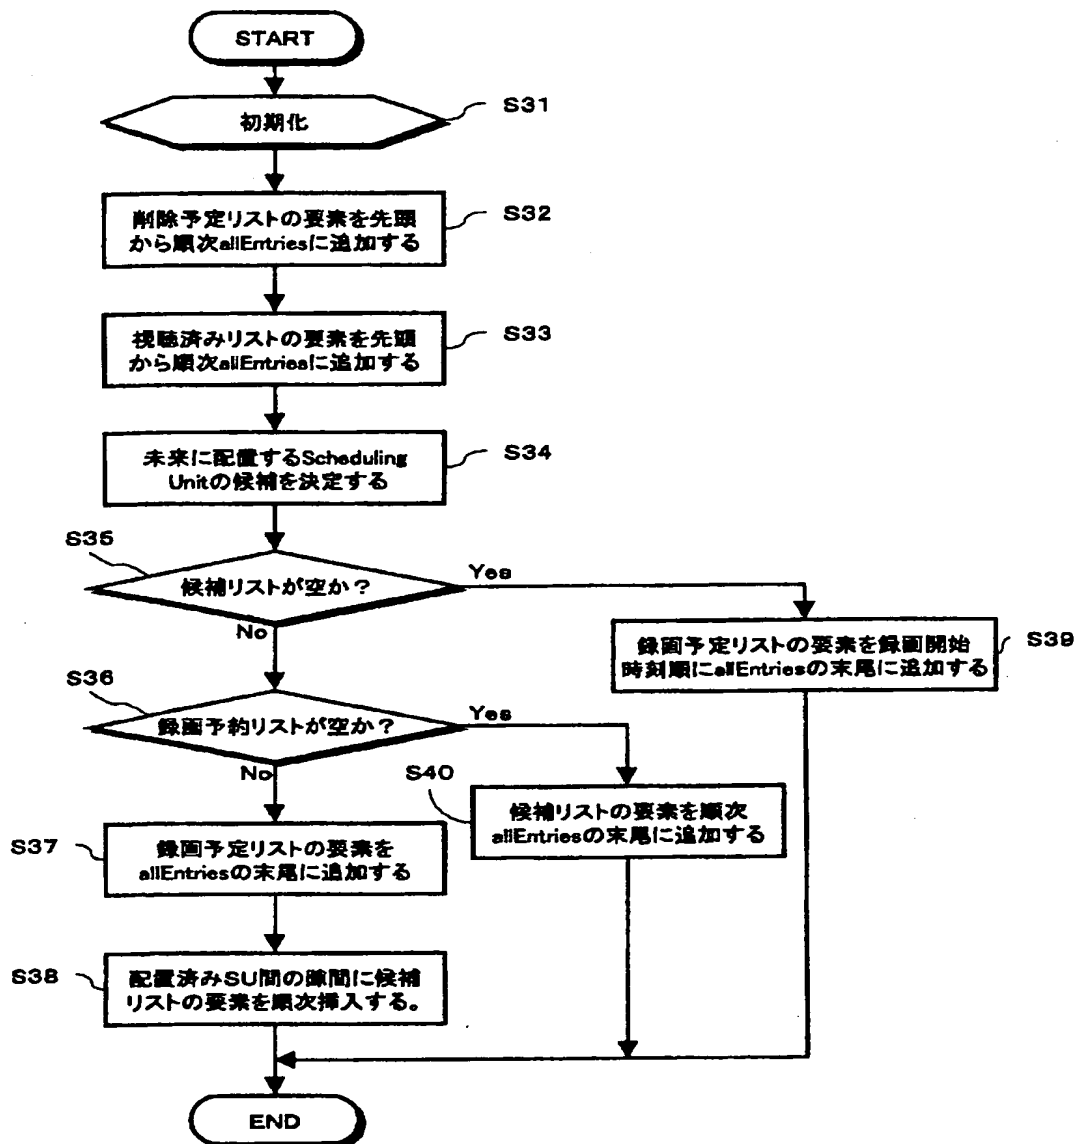 START
初期化
S31
削除予定リストの要素を先頭
から順次allEntriesに追加する
S32
視聴済みリストの要素を先頭
から順次allEntriesに追加する
S33
未来に配置するScheduling
Unitの候補を決定する
S34
S35
候補リストが空か？
Yes
No
録画予定リストの要素を録画開始
時刻順にallEntriesの末尾に追加する
S39
S36
録画予約リストが空か？
Yes
No
S40
候補リストの要素を順次
allEntriesの末尾に追加する
S37
録画予定リストの要素を
allEntriesの末尾に追加する
S38
配置済みSU間の隙間に候補
リストの要素を順次挿入する。
END